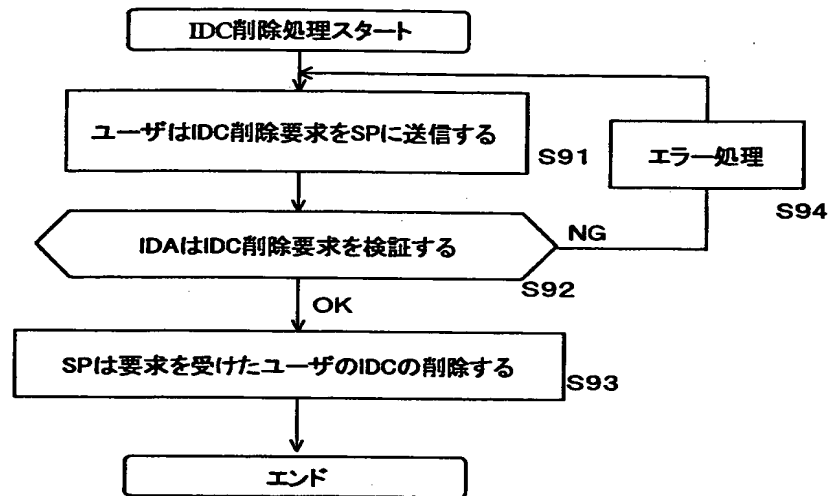 IDC削除処理スタート
ユーザはIDC削除要求をSPに送信する
S91
エラー処理
S94
IDAはIDC削除要求を検証する
NG
S92
OK
SPは要求を受けたユーザのIDCの削除する
S93
エンド